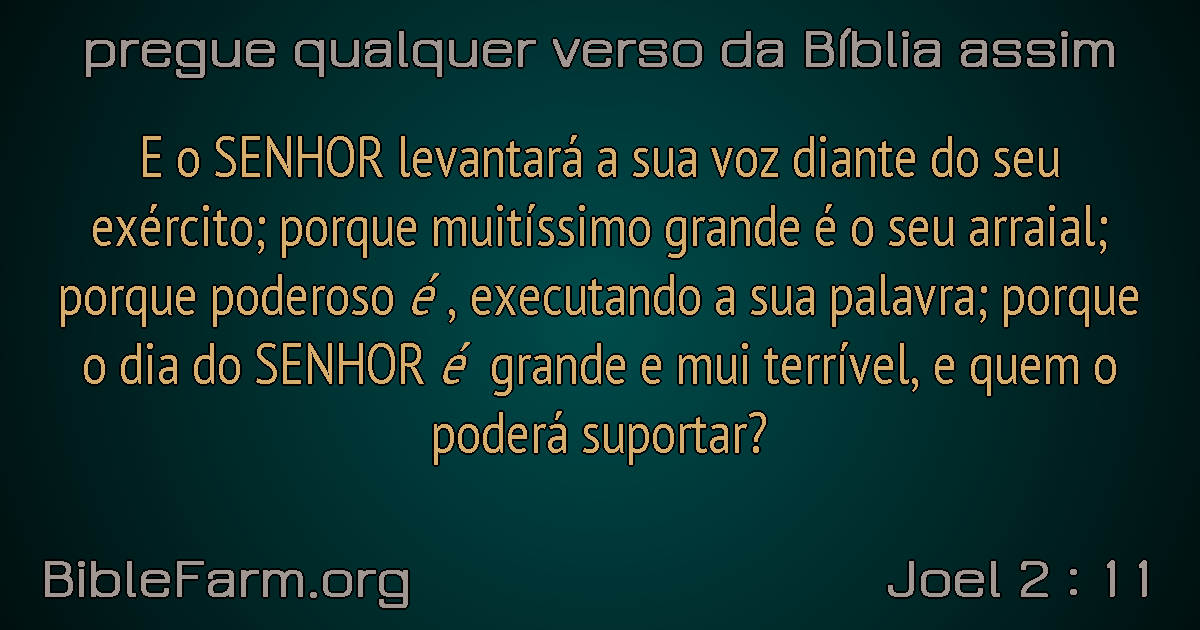 pregue qualquer verso da Bíblia assim
E o SENHOR levantará a sua voz diante do seu
exército; porque muitíssimo grande é o seu arraial;
porque poderoso é , executando a sua palavra; porque
o dia do SENHOR é grande e mui terrível, e quem o
poderá suportar?
BibleFarm.org
Joel 2 : 11